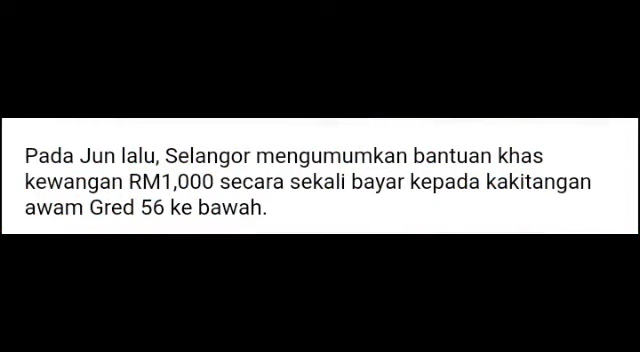 Pada Jun lalu, Selangor mengumumkan bantuan khas
kewangan RM1,000 secara sekali bayar kepada kakitangan
awam Gred 56 ke bawah.